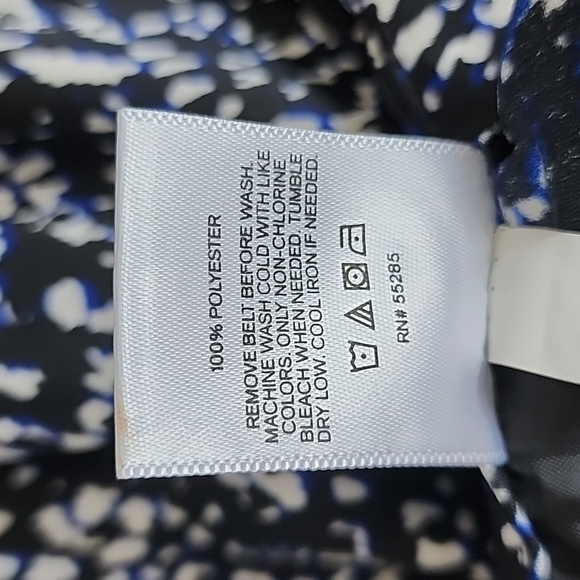 100% POLYESTER
REMOVE BELT BEFORE WASH.
MACHINE WASH COLD WITH LIKE
COLORS. ONLY NON-CHLORINE
BLEACH WHEN NEEDED. TUMBLE
DRY LOW. COOL IRON IF NEEDED.
RN# 55285